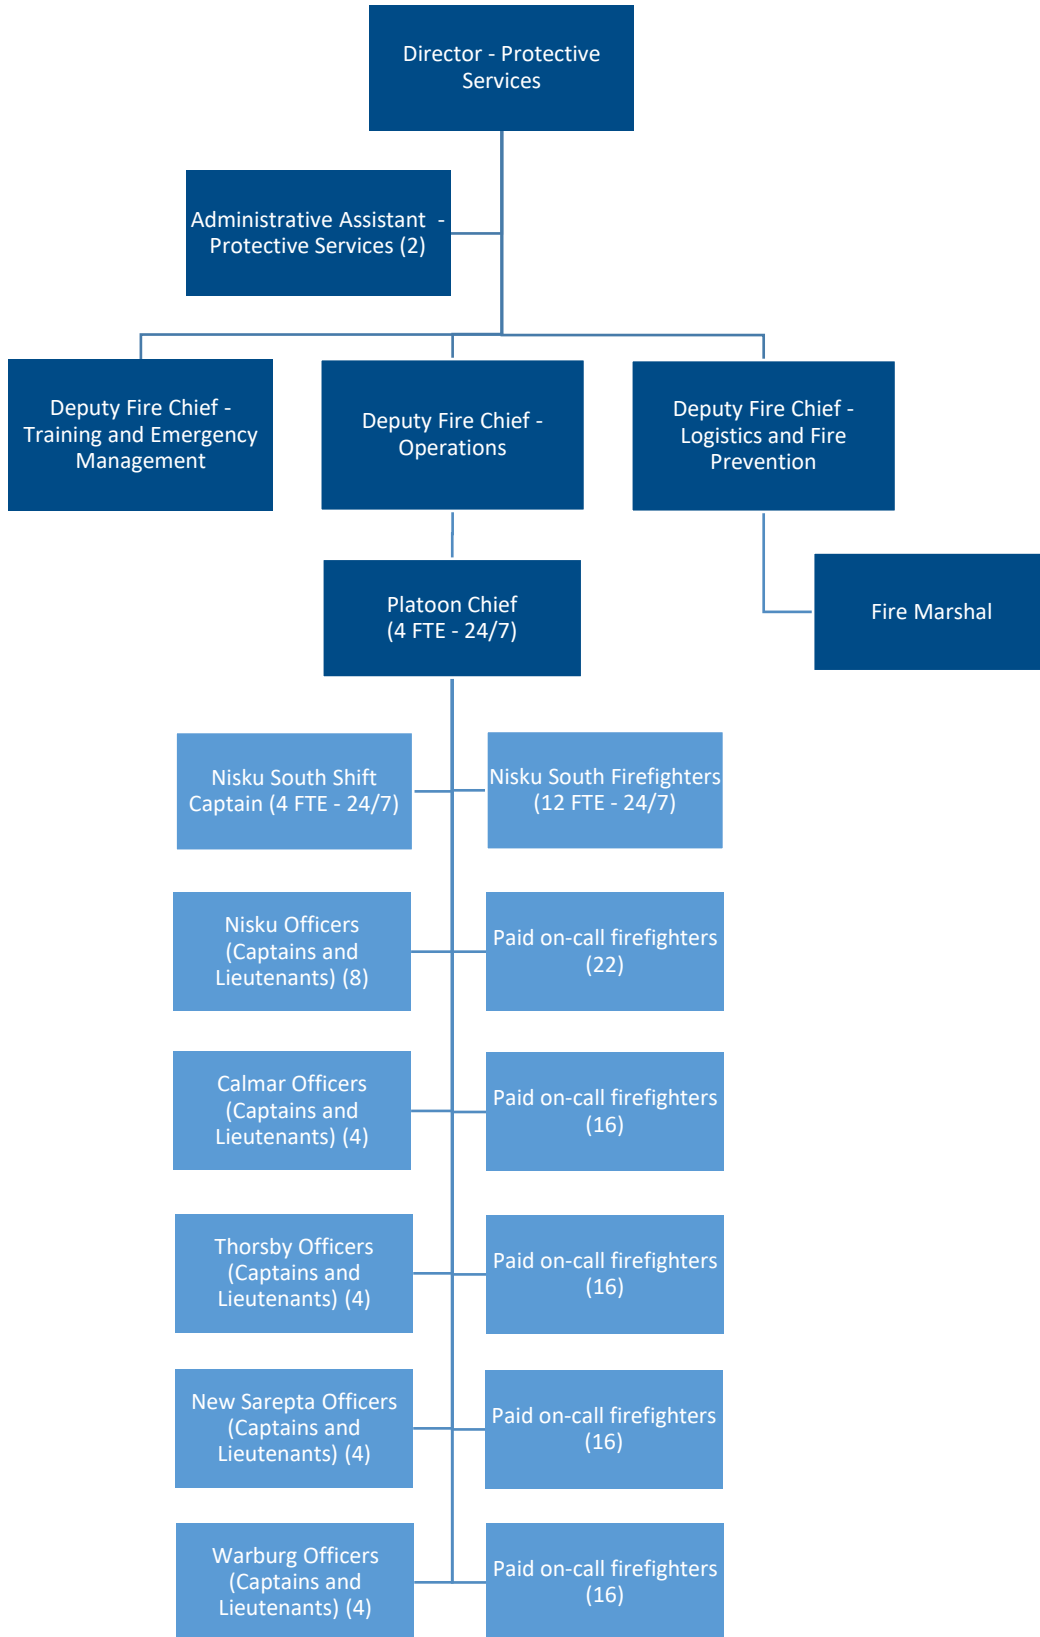 Director - Protective
Services
Administrative Assistant -
Protective Services (2)
Deputy Fire Chief -
Training and Emergency
Management
Deputy Fire Chief -
Operations
Deputy Fire Chief -
Logistics and Fire
Prevention
Platoon Chief
(4 FTE - 24/7)
Fire Marshal
Nisku South Shift
Captain (4 FTE - 24/7)
Nisku South Firefighters
(12 FTE - 24/7)
Nisku Officers
(Captains and
Lieutenants) (8)
Paid on-call firefighters
(22)
Calmar Officers
(Captains and
Lieutenants) (4)
Paid on-call firefighters
(16)
Thorsby Officers
(Captains and
Lieutenants) (4)
Paid on-call firefighters
(16)
New Sarepta Officers
(Captains and
Lieutenants) (4)
Paid on-call firefighters
(16)
Warburg Officers
(Captains and
Lieutenants) (4)
Paid on-call firefighters
(16)